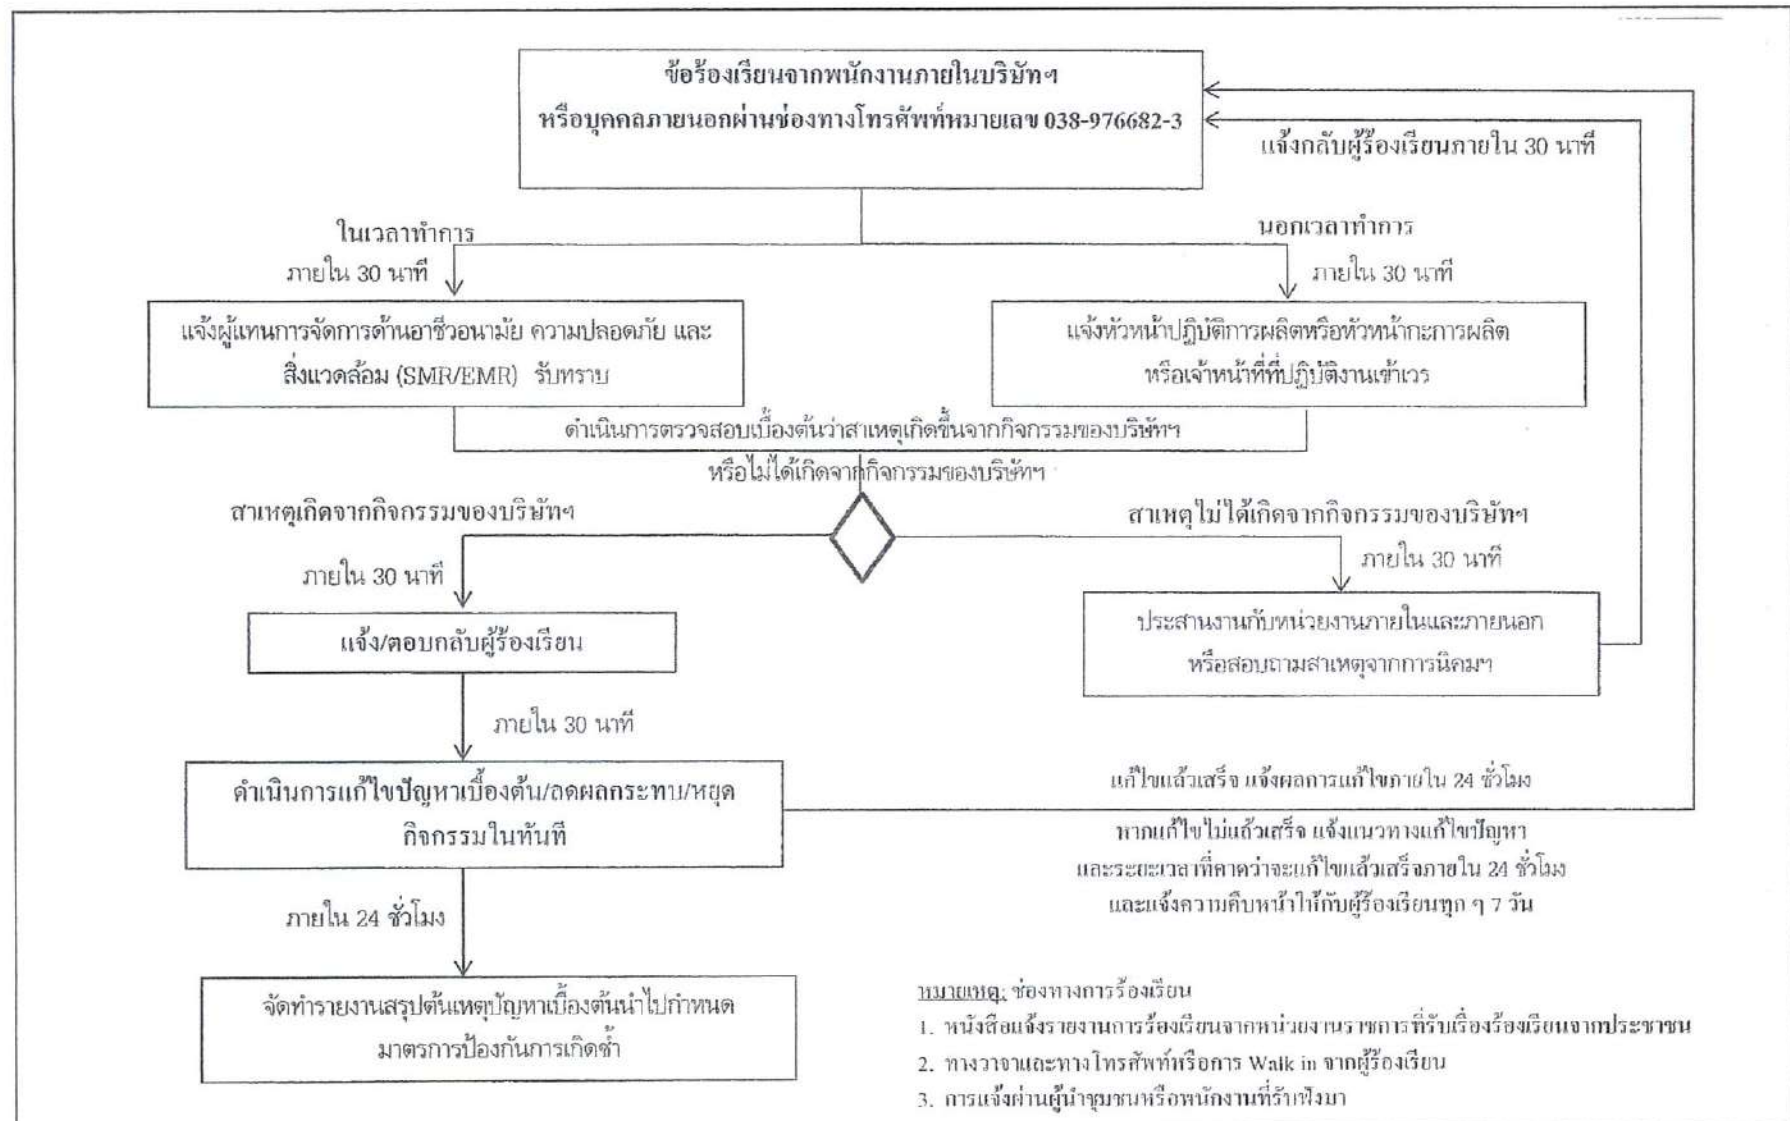 ข้อร้องเรียนจากพนักงานภายในบริษัทฯ
หรือบุคคลภายนอกผ่านช่องทางโทรศัพท์หมายเลข 038-976682-3
แจ้งกลับผู้ร้องเรียนภายใน 30 นาที
ในเวลาทำการ
นอกเวลาทำการ
ภายใน 30 นาที
ภายใน 30 นาที
แจ้งผู้แทนการจัดการด้านอาชีวอนามัย ความปลอดภัย และ
สิ่งแวดล้อม (SMR/EMR) รับทราบ
แจ้งหัวหน้าปฏิบัติการผลิตหรือหัวหน้ากะการผลิต
หรือเจ้าหน้าที่ที่ปฏิบัติงานเข้าเวร
ดำเนินการตรวจสอบเบื้องต้นว่าสาเหตุเกิดขึ้นจากกิจกรรมของบริษัทฯ
หรือไม่ได้เกิดจากกิจกรรมของบริษัทฯ
สาเหตุเกิดจากกิจกรรมของบริษัทฯ
สาเหตุไม่ได้เกิดจากกิจกรรมของบริษัทฯ
ภายใน 30 นาที
ภายใน 30 นาที
แจ้ง/ตอบกลับผู้ร้องเรียน
ประสานงานกับหน่วยงานภายในและภายนอก
หรือสอบถามสาเหตุจากการนิคมฯ
ภายใน 30 นาที
ดำเนินการแก้ไขปัญหาเบื้องต้น/ลดผลกระทบ/หยุด
กิจกรรมในทันที
แก้ไขแล้วเสร็จ แจ้งผลการแก้ไขภายใน 24 ชั่วโมง
หากแก้ไขไม่แล้วเสร็จ แจ้งแนวทางแก้ไขปัญหา
และระยะเวลาที่คาดว่าจะแก้ไขแล้วเสร็จภายใน 24 ชั่วโมง
และแจ้งความคืบหน้าให้กับผู้ร้องเรียนทุก ๆ 7 วัน
ภายใน 24 ชั่วโมง
จัดทำรายงานสรุปต้นเหตุปัญหาเบื้องต้นนำไปกำหนด
มาตรการป้องกันการเกิดซ้ำ
หมายเหตุ: ช่องทางการร้องเรียน
1. หนังสือแจ้งรายงานการร้องเรียนจากหน่วยงานราชการที่รับเรื่องร้องเรียนจากประชาชน
2. ทางวาจาและทางโทรศัพท์หรือการ Walk in จากผู้ร้องเรียน
3. การแจ้งผ่านผู้นำชุมชนหรือพนักงานที่รับฟังมา